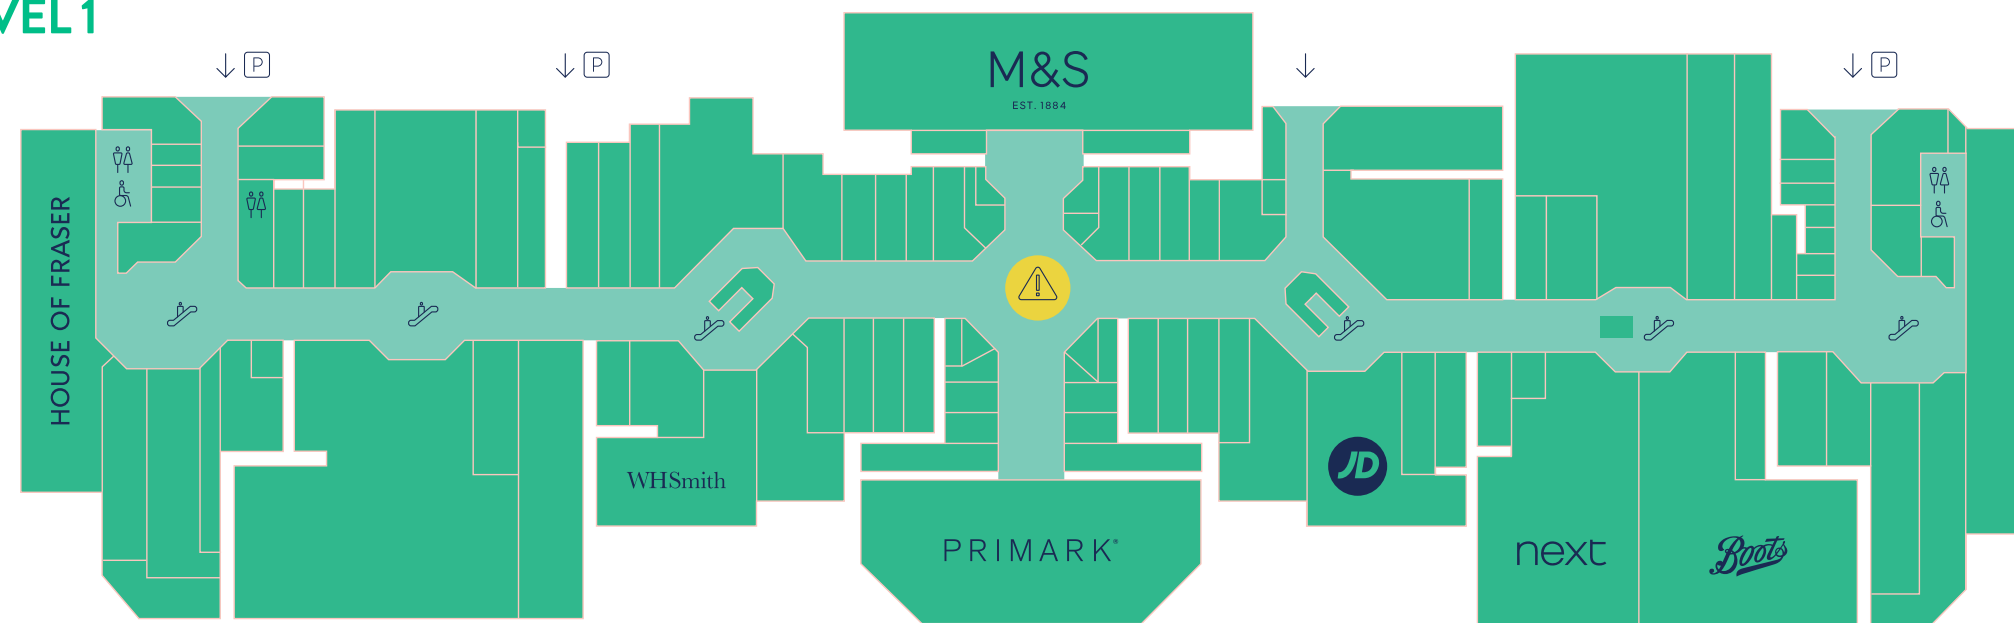 VEL 1
P
P
P
M&S
EST. 1884
HOUSE OF FRASER
WHSmith
JD
PRIMARK
next
Boots